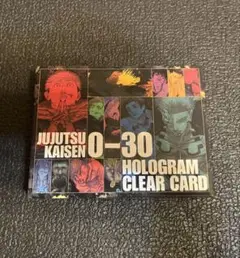 JUJUTSU
KAISEN 0-30
HOLOGRAM
CLEAR CARD